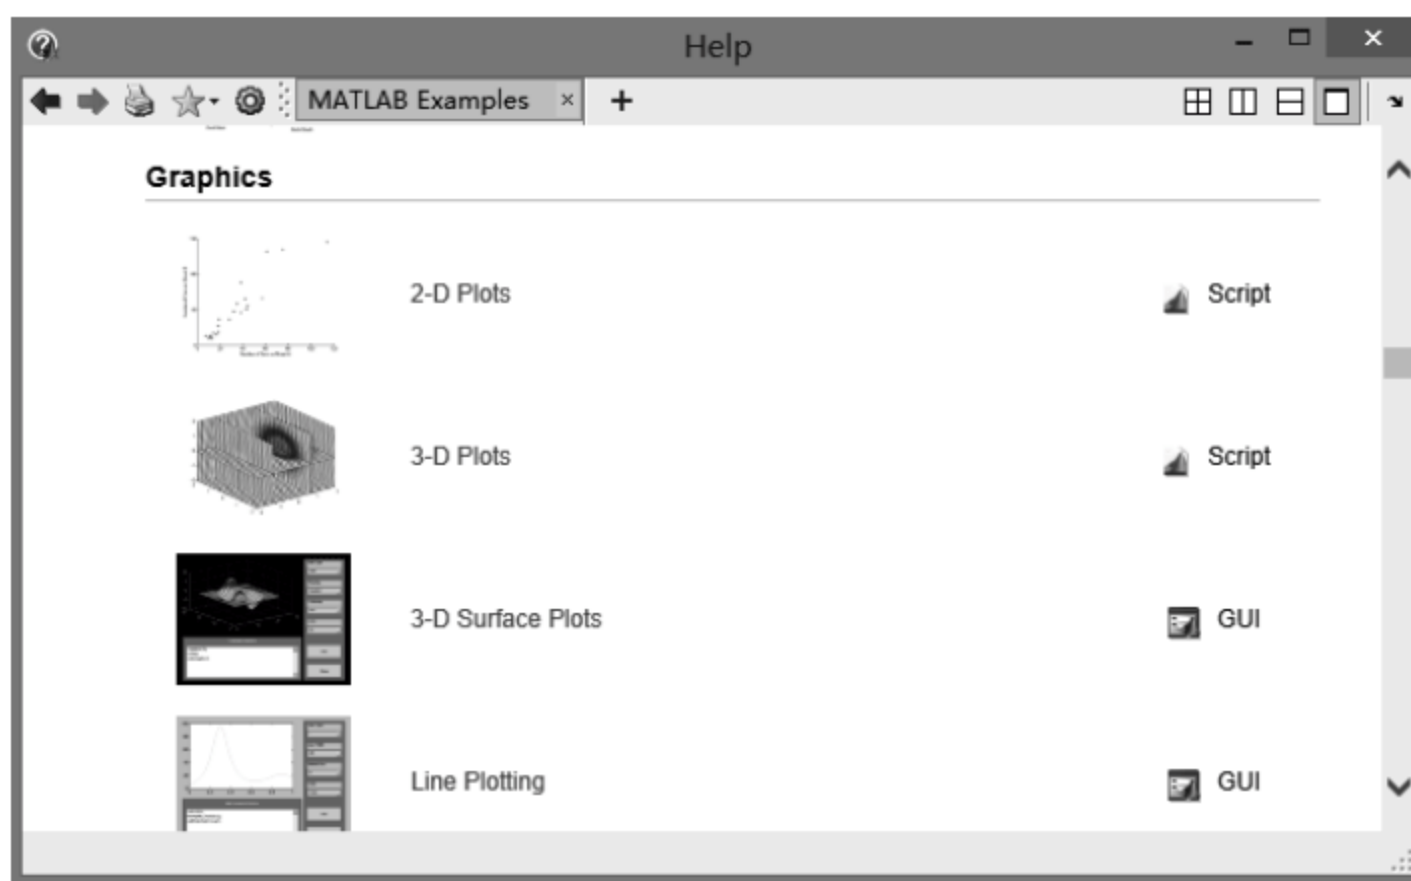 Help
MATLAB Examples
Graphics
2-D Plots
Script
3-D Plots
Script
3-D Surface Plots
GUI
Line Plotting
GUI